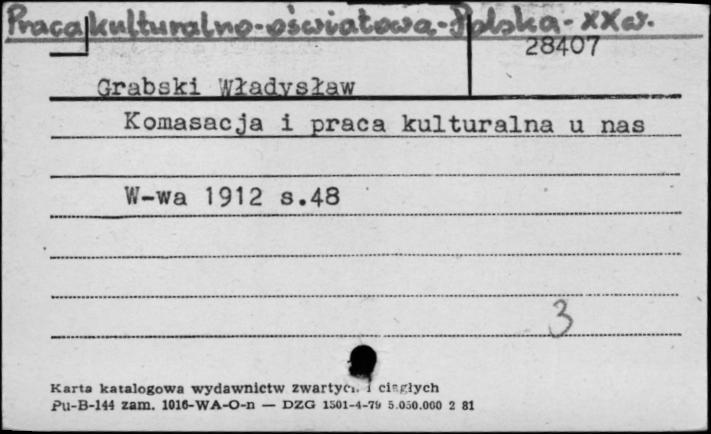 Praca kulturalno-oświatowa-Polska-XXw.
28407
Grabski Władysław
Komasacja i praca kulturalna u nas
W-wa 1912 s.48
3
Karta katalogowa wydawnictw zwartych i ciągłych
Pu-B-144 zam. 1016-WA-O-n — DZG 1501-4-79 5.050.000 2 81